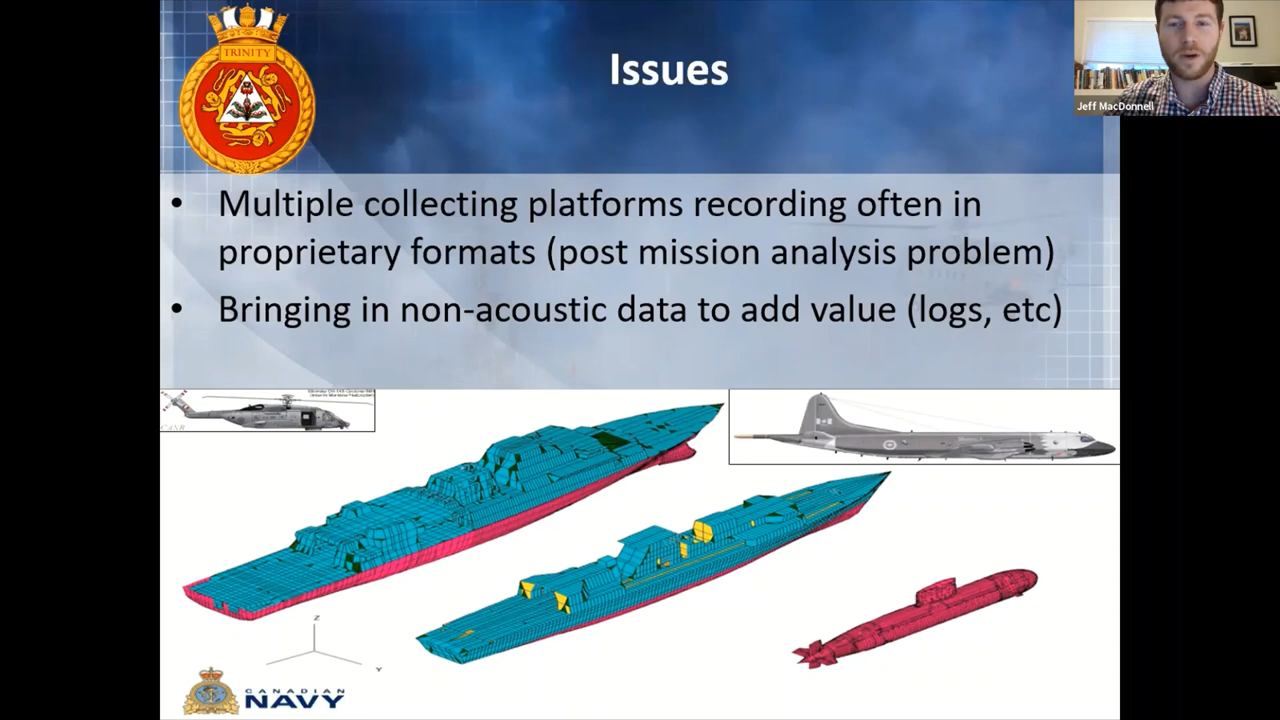 TRINITY
Issues
Jeff MacDonnell
• Multiple collecting platforms recording often in
proprietary formats (post mission analysis problem)
• Bringing in non-acoustic data to add value (logs, etc)
Z
Y
CANADIAN
NAVY